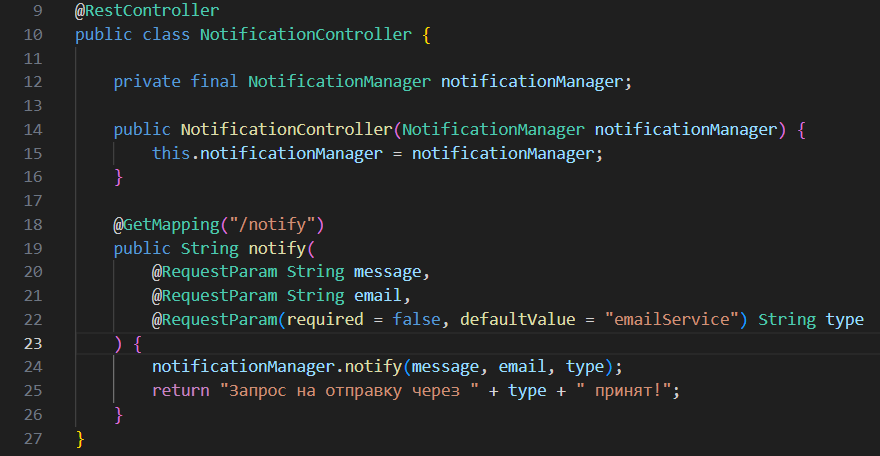 9 @RestController
10 public class NotificationController {
11
12 private final NotificationManager notificationManager;
13
14 public NotificationController(NotificationManager notificationManager) {
15 this.notificationManager = notificationManager;
16 }
17
18 @GetMapping("/notify")
19 public String notify(
20 @RequestParam String message,
21 @RequestParam String email,
22 @RequestParam(required = false, defaultValue = "emailService") String type
23 ) {
24 notificationManager.notify(message, email, type);
25 return "Запрос на отправку через " + type + " принят!";
26 }
27 }